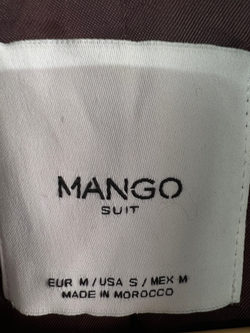 MANGO
SUIT
EUR M / USA S / MEX M
MADE IN MOROCCO